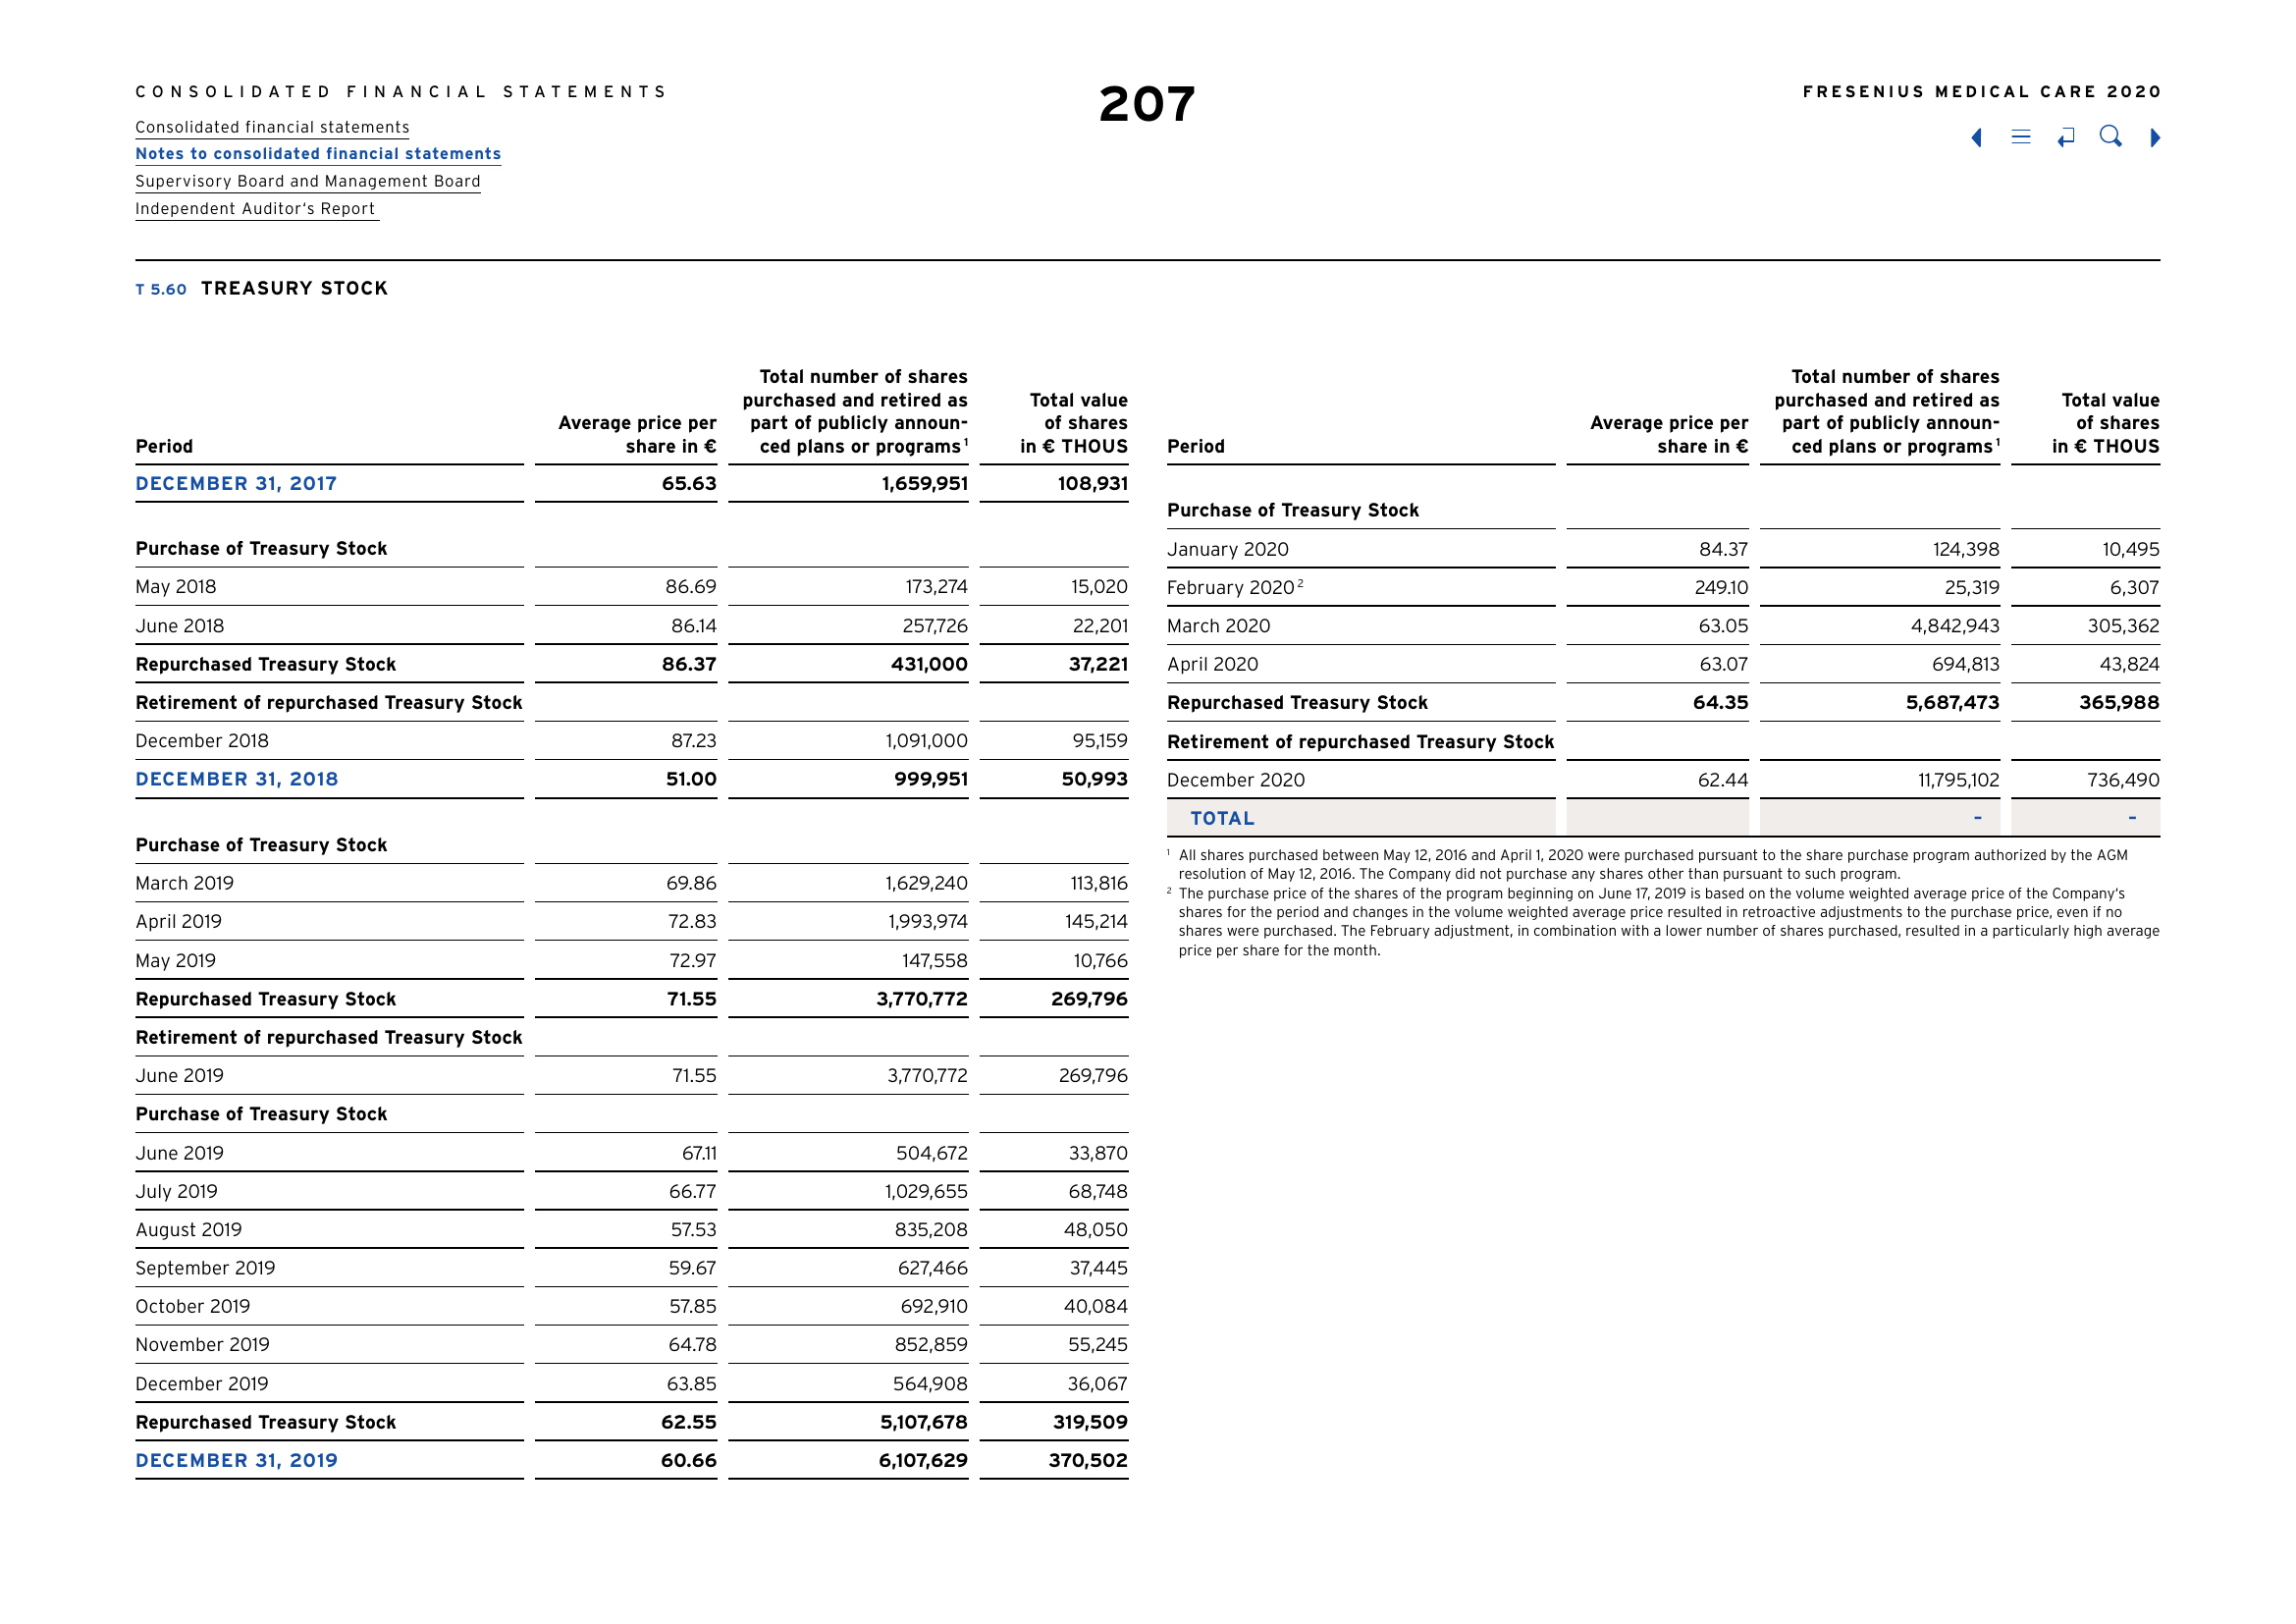 CONSOLIDATED FINANCIAL STATEMENTS
Consolidated financial statements
Notes to consolidated financial statements
Supervisory Board and Management Board
Independent Auditor‘s Report
207
FRESENIUS MEDICAL CARE 2020
T 5.60 TREASURY STOCK
Period
Average price per
share in €
Total number of shares
purchased and retired as
part of publicly announ-
ced plans or programs 1
Total value
of shares
in € THOUS
DECEMBER 31, 2017 65.63 1,659,951 108,931
Purchase of Treasury Stock
May 2018 86.69 173,274 15,020
June 2018 86.14 257,726 22,201
Repurchased Treasury Stock 86.37 431,000 37,221
Retirement of repurchased Treasury Stock
December 2018 87.23 1,091,000 95,159
DECEMBER 31, 2018 51.00 999,951 50,993
Purchase of Treasury Stock
March 2019 69.86 1,629,240 113,816
April 2019 72.83 1,993,974 145,214
May 2019 72.97 147,558 10,766
Repurchased Treasury Stock 71.55 3,770,772 269,796
Retirement of repurchased Treasury Stock
June 2019 71.55 3,770,772 269,796
Purchase of Treasury Stock
June 2019 67.11 504,672 33,870
July 2019 66.77 1,029,655 68,748
August 2019 57.53 835,208 48,050
September 2019 59.67 627,466 37,445
October 2019 57.85 692,910 40,084
November 2019 64.78 852,859 55,245
December 2019 63.85 564,908 36,067
Repurchased Treasury Stock 62.55 5,107,678 319,509
DECEMBER 31, 2019 60.66 6,107,629 370,502
Period
Average price per
share in €
Total number of shares
purchased and retired as
part of publicly announ-
ced plans or programs 1
Total value
of shares
in € THOUS
Purchase of Treasury Stock
January 2020 84.37 124,398 10,495
February 2020 2 249.10 25,319 6,307
March 2020 63.05 4,842,943 305,362
April 2020 63.07 694,813 43,824
Repurchased Treasury Stock 64.35 5,687,473 365,988
Retirement of repurchased Treasury Stock
December 2020 62.44 11,795,102 736,490
TOTAL – –
1 All shares purchased between May 12, 2016 and April 1, 2020 were purchased pursuant to the share purchase program authorized by the AGM
resolution of May 12, 2016. The Company did not purchase any shares other than pursuant to such program.
2 The purchase price of the shares of the program beginning on June 17, 2019 is based on the volume weighted average price of the Company‘s
shares for the period and changes in the volume weighted average price resulted in retroactive adjustments to the purchase price, even if no
shares were purchased. The February adjustment, in combination with a lower number of shares purchased, resulted in a particularly high average
price per share for the month.